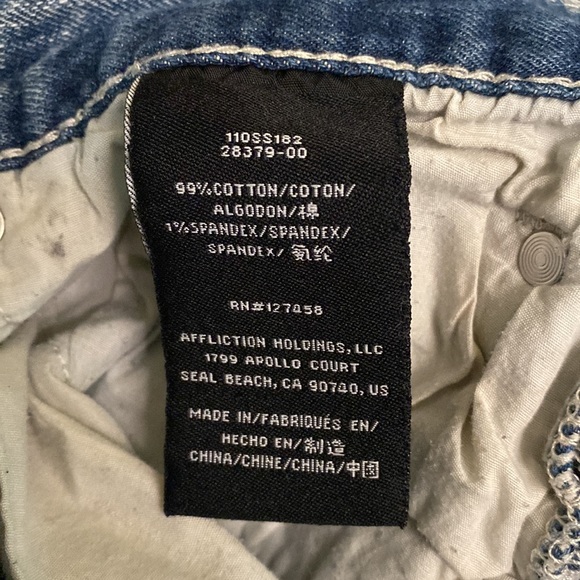 110SS182
28379-00
99%COTTON/COTON/
ALGODON/棉
1%SPANDEX/SPANDEX/
SPANDEX/ 氨纶
RN#127458
AFFLICTION HOLDINGS, LLC
1799 APOLLO COURT
SEAL BEACH, CA 90740, US
MADE IN/FABRIQUÉS EN/
HECHO EN/制造
CHINA/CHINE/CHINA/中國